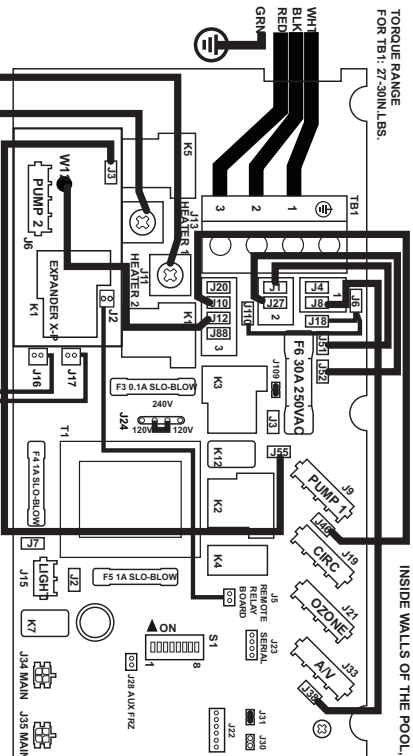 TORQUE RANGE
FOR TB1: 27-30IN.LBS.
INSIDE WALLS OF THE POOL,
WHT
BLK
RED
GRN
TB1
1
2
3
J4
J8
1
J6
J18
J1
J27
2
J110
J20
J10
J12
J88
3
J51
J52
F6 30A 250VAC
J109
J3
J55
K5
J3
J13
HEATER 1
J11
HEATER 2
K1
W11
PUMP 2
J6
EXPANDER X-P
K1
J2
J16
J17
F3 0.1A SLO-BLOW
240V
J24
120V
120V
K3
K12
K2
K4
T1
F4 1A SLO-BLOW
F5 1A SLO-BLOW
J7
J15
LIGHT
J2
K7
J9
PUMP 1
J46
J19
CIRC
J21
OZONE
J33
A/V
J38
J5
REMOTE
RELAY
BOARD
J23
SERIAL
ON
S1
1
8
J28 AUX FRZ
J22
J31
J30
J34 MAIN
J35 MAIN